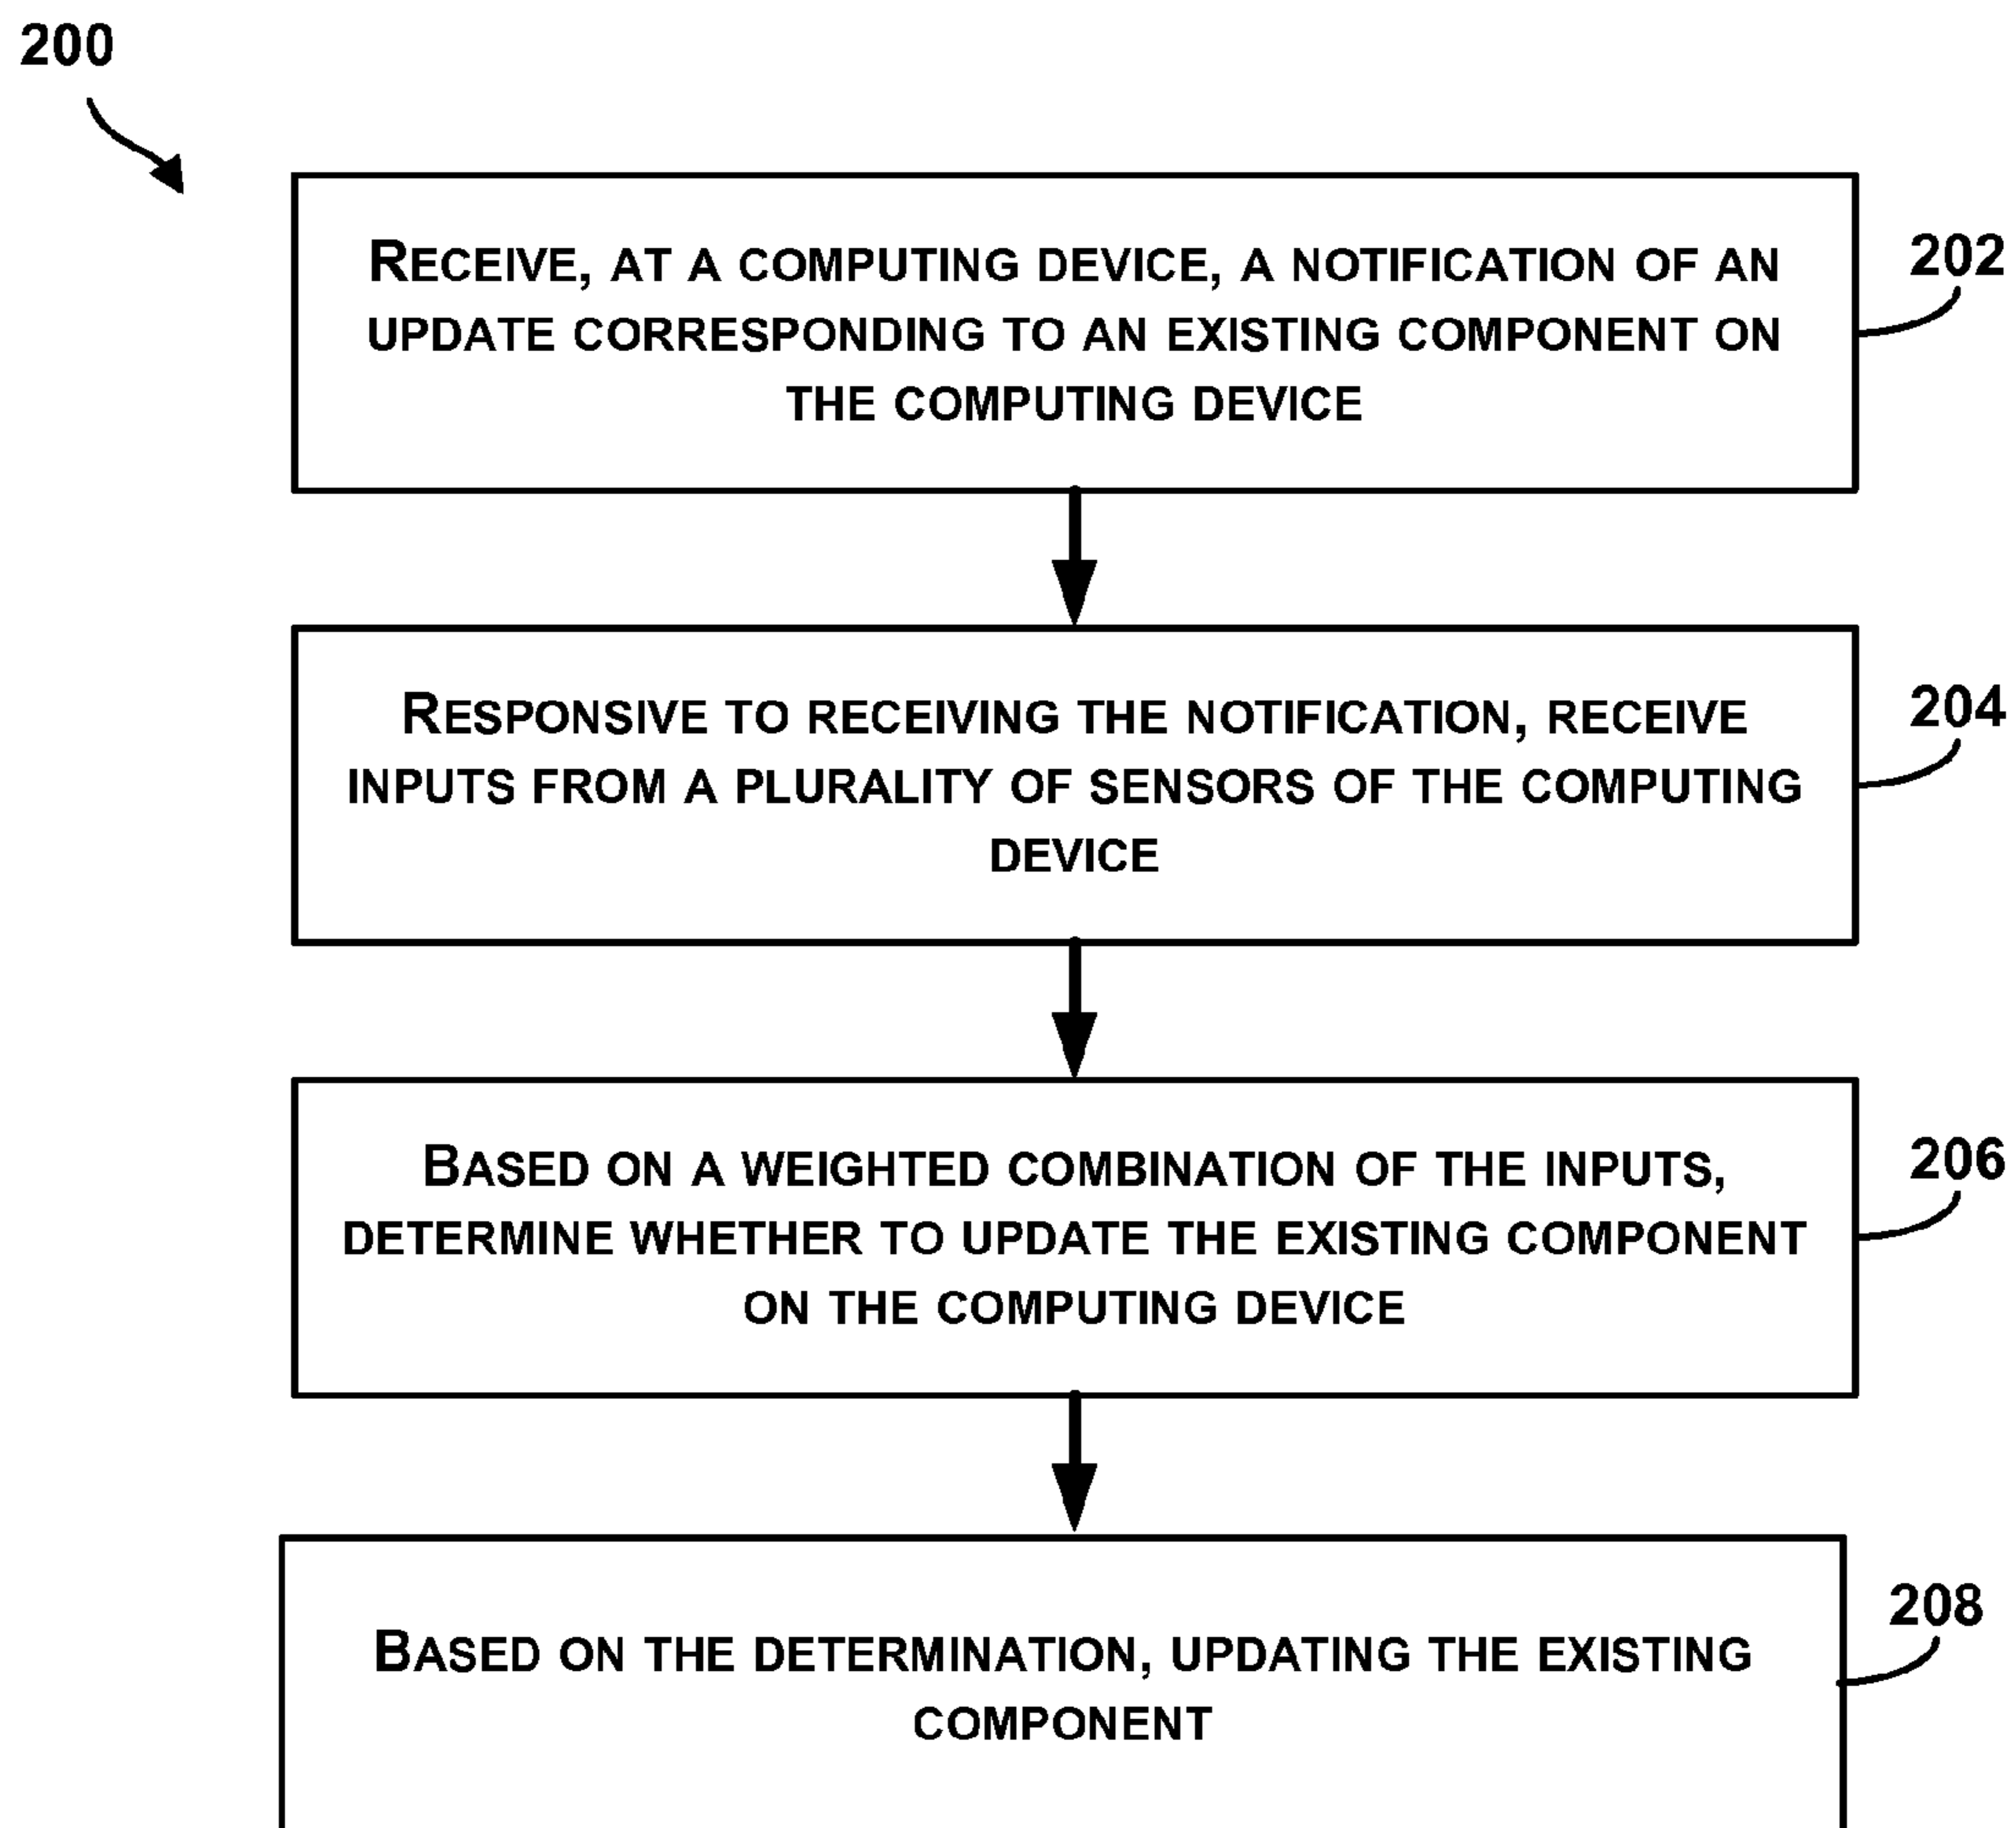 200
RECEIVE, AT A COMPUTING DEVICE, A NOTIFICATION OF AN
UPDATE CORRESPONDING TO AN EXISTING COMPONENT ON
THE COMPUTING DEVICE
202
RESPONSIVE TO RECEIVING THE NOTIFICATION, RECEIVE
INPUTS FROM A PLURALITY OF SENSORS OF THE COMPUTING
DEVICE
204
BASED ON A WEIGHTED COMBINATION OF THE INPUTS,
DETERMINE WHETHER TO UPDATE THE EXISTING COMPONENT
ON THE COMPUTING DEVICE
206
BASED ON THE DETERMINATION, UPDATING THE EXISTING
COMPONENT
208